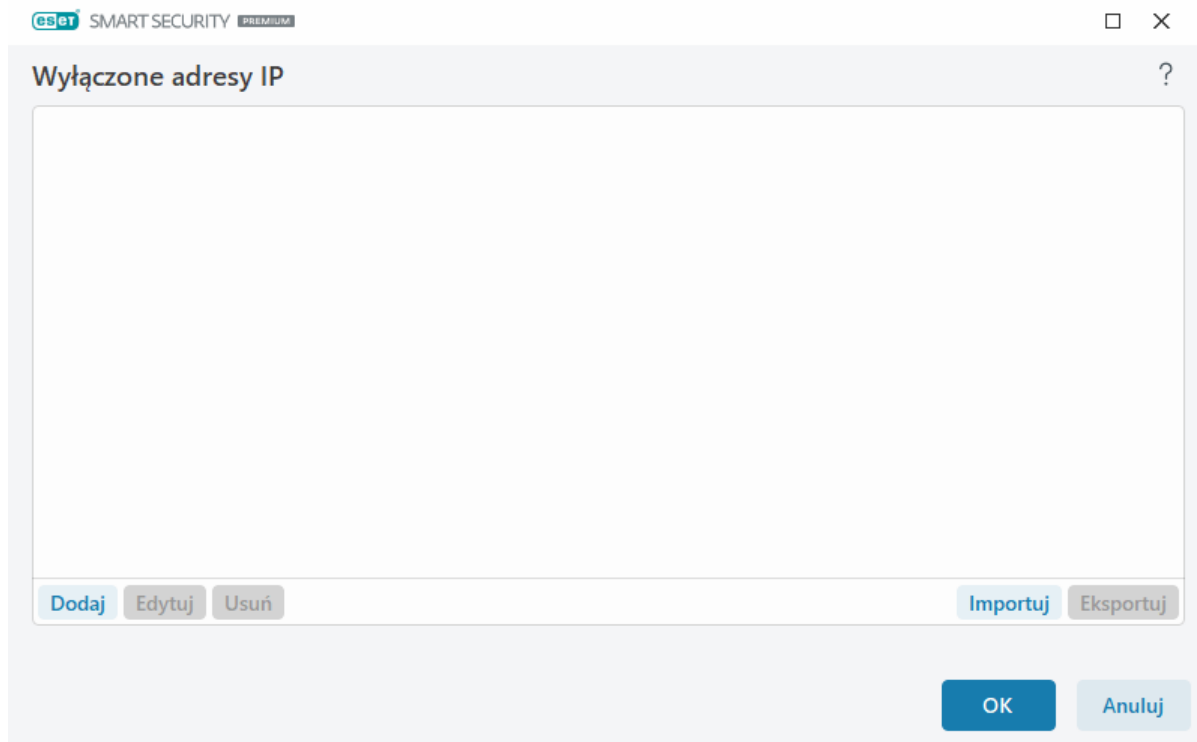 eset SMART SECURITY PREMIUM
Wyłączone adresy IP ?
Dodaj Edytuj Usuń Importuj Eksportuj
OK Anuluj